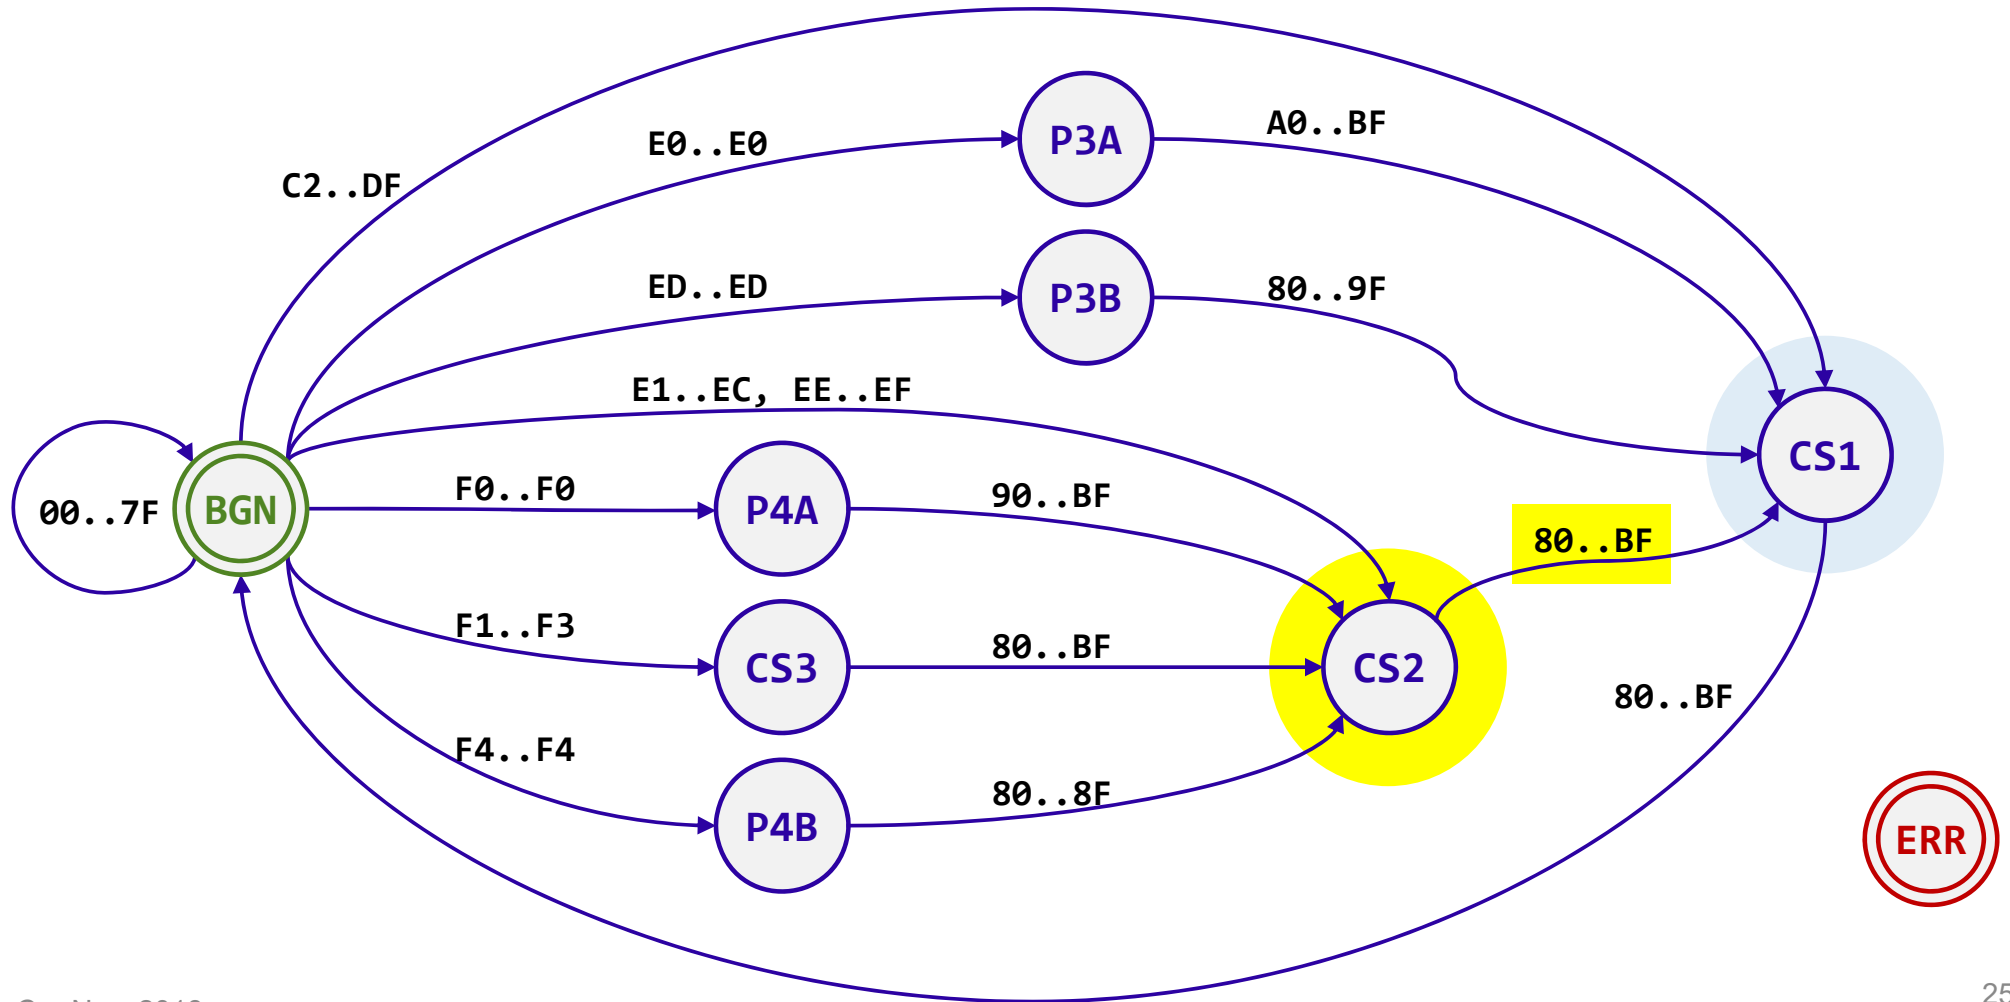 C2..DF
E0..E0
P3A
A0..BF
ED..ED
P3B
80..9F
E1..EC, EE..EF
CS1
00..7F
BGN
F0..F0
P4A
90..BF
80..BF
F1..F3
CS3
80..BF
CS2
80..BF
F4..F4
P4B
80..8F
ERR
25